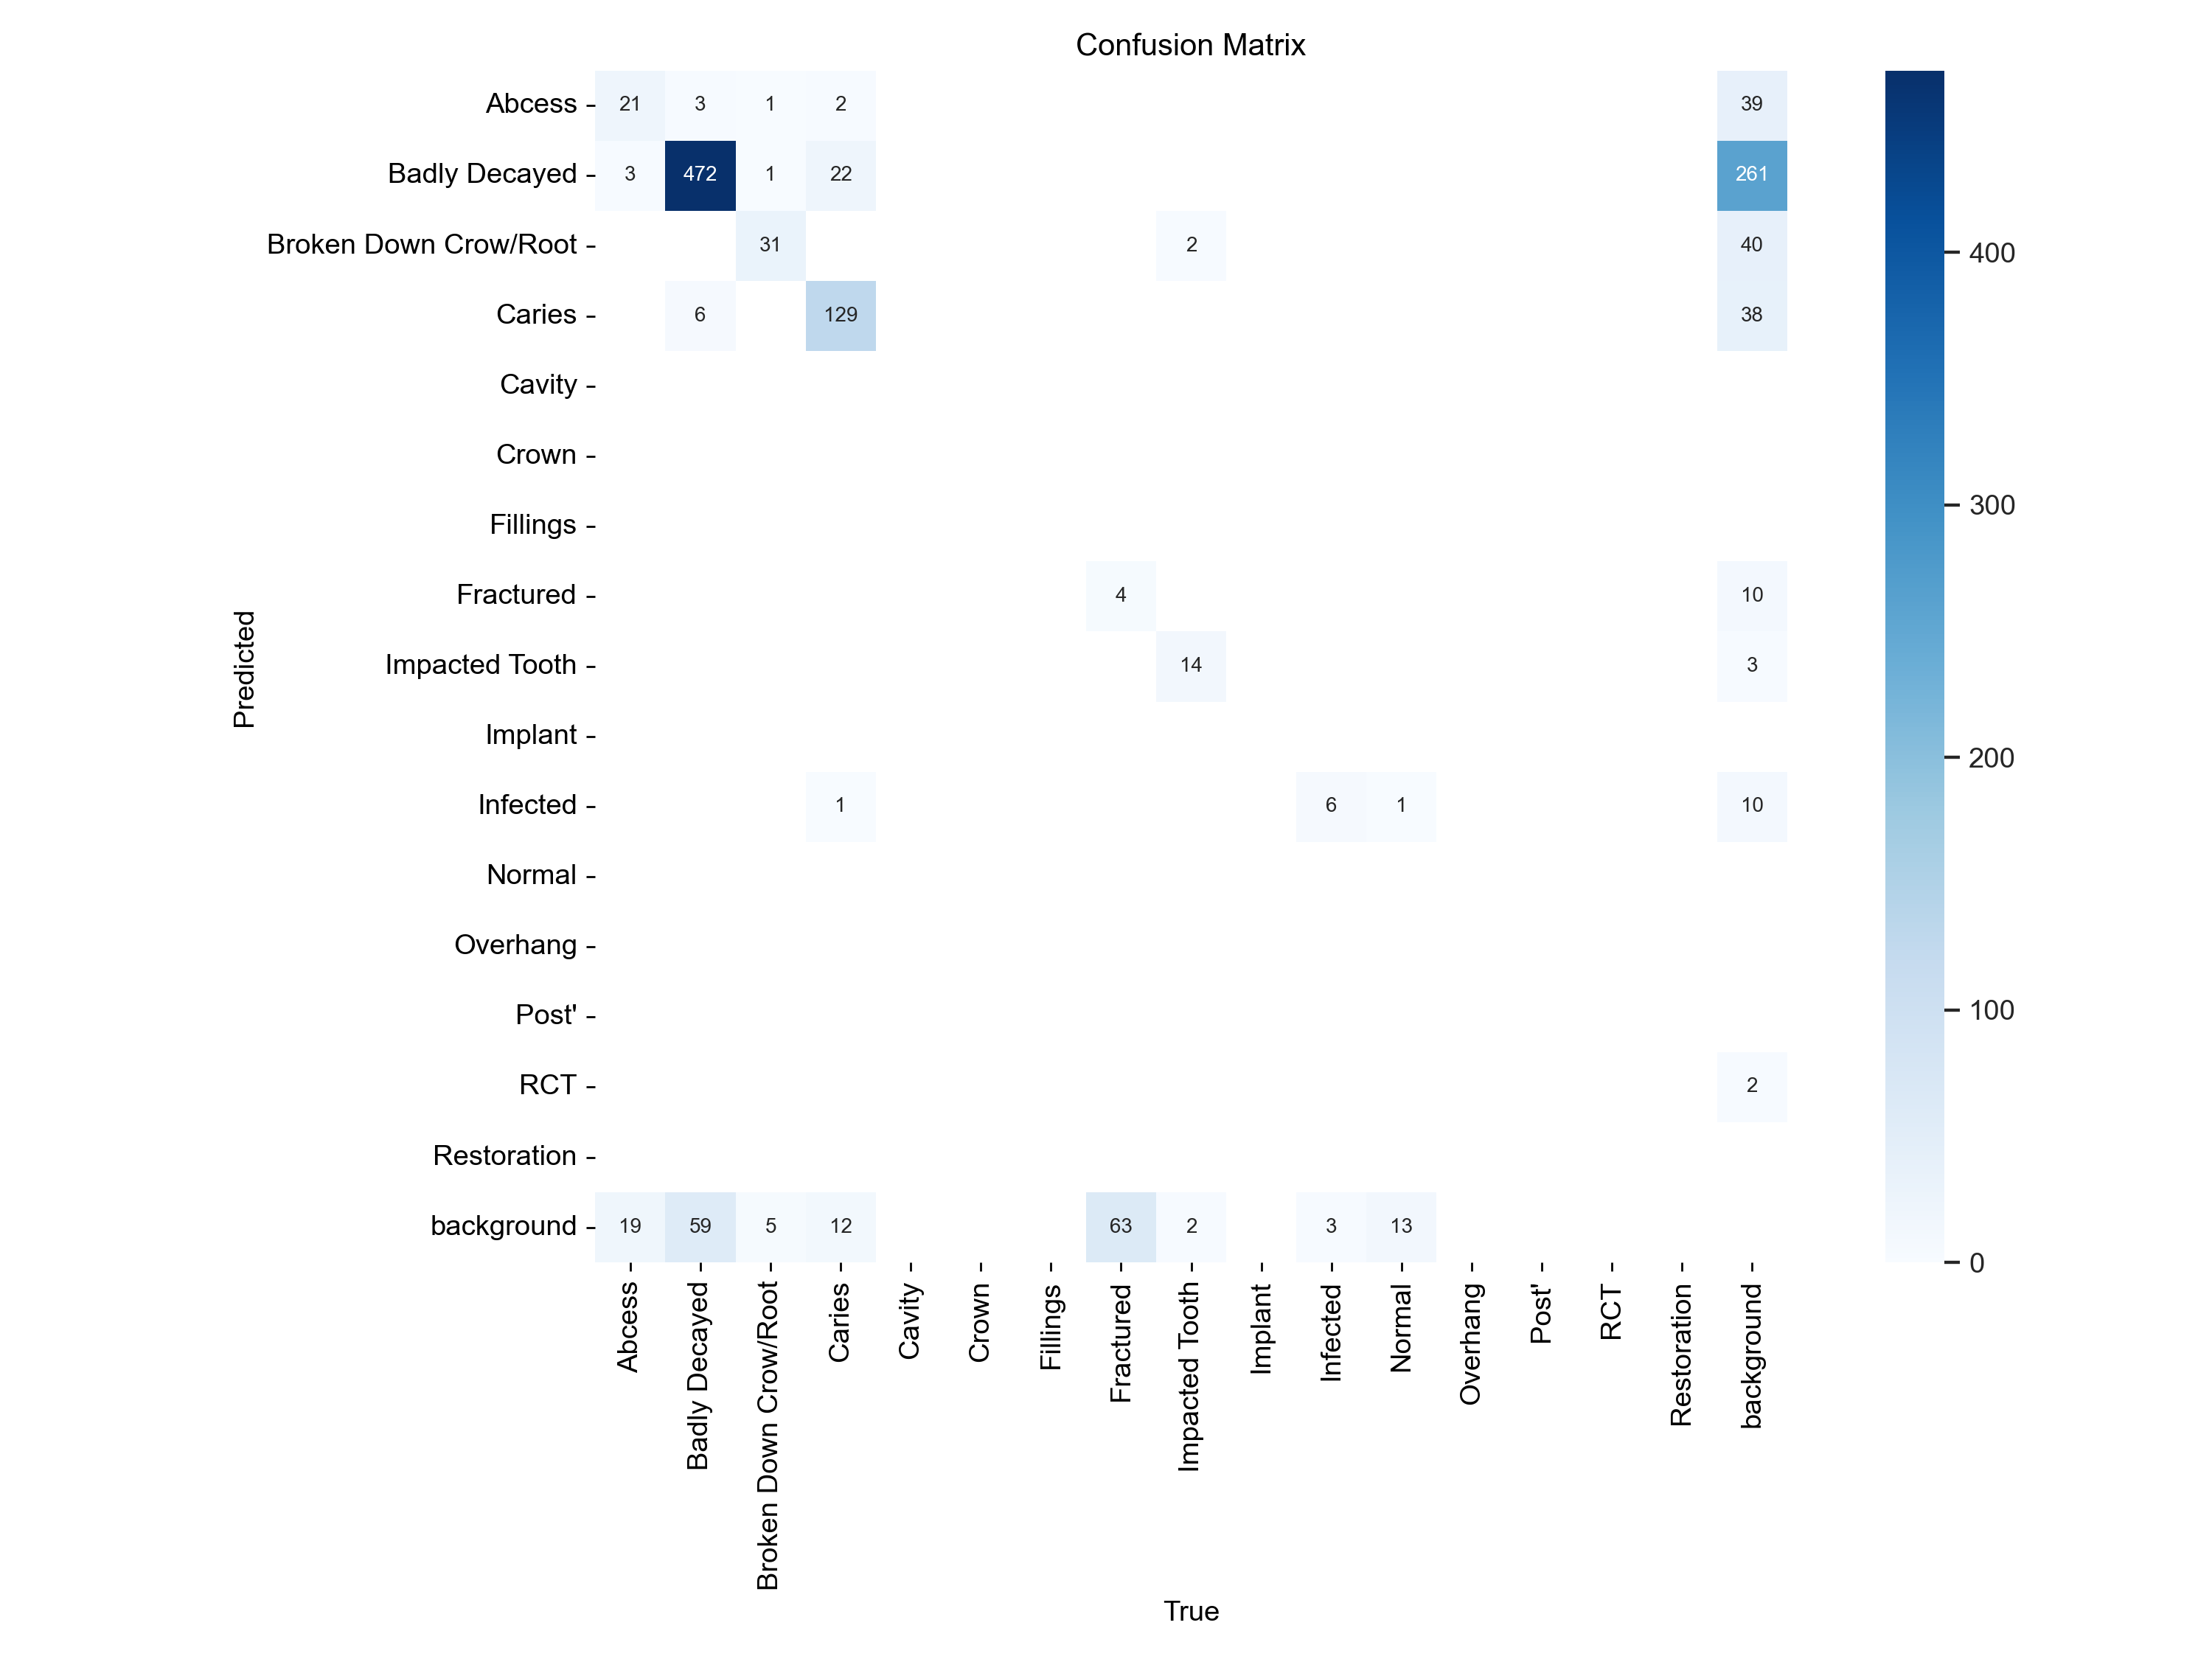 Confusion Matrix
Abcess 21 3 1 2 39
Badly Decayed 3 472 1 22 261
Broken Down Crow/Root 31 2 40
Caries 6 129 38
Cavity
Crown
Fillings
Fractured 4 10
Impacted Tooth 14 3
Implant
Infected 1 6 1 10
Normal
Overhang
Post'
RCT 2
Restoration
background 19 59 5 12 63 2 3 13
Predicted
Abcess
Badly Decayed
Broken Down Crow/Root
Caries
Cavity
Crown
Fillings
Fractured
Impacted Tooth
Implant
Infected
Normal
Overhang
Post'
RCT
Restoration
background
True
400
300
200
100
0